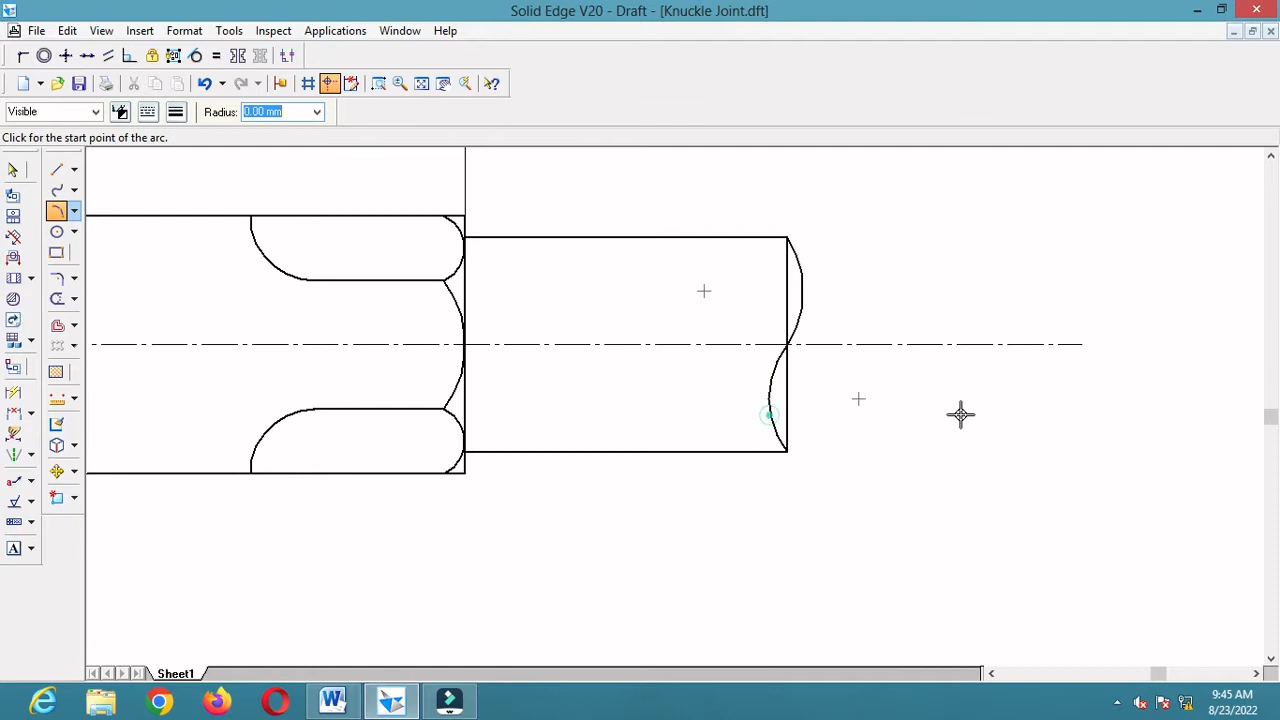 Solid Edge V20 - Draft - [Knuckle Joint.dft]
File Edit View Insert Format Tools Inspect Applications Window Help
Visible
Radius: 0.00 mm
Click for the start point of the arc.
Sheet1
9:45 AM
8/23/2022